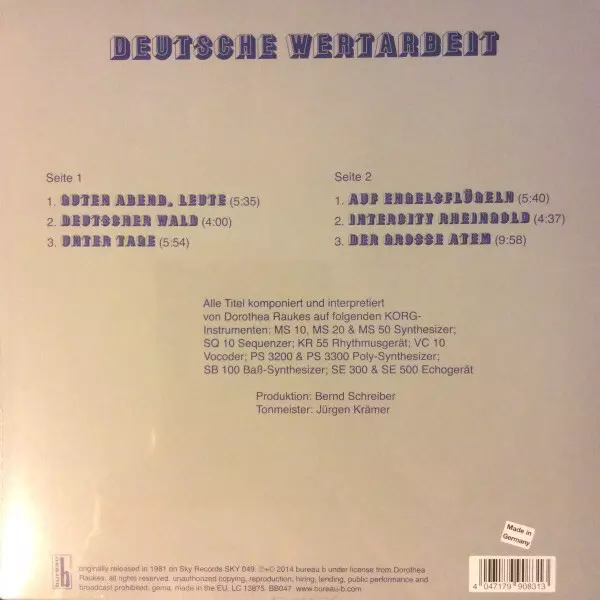 DEUTSCHE WERTARBEIT
Seite 1
1. GUTEN ABEND, LEUTE (5:35)
2. DEUTSCHER WALD (4:00)
3. UNTER TAGE (5:54)
Seite 2
1. AUF ENGELSFLÜGELN (5:40)
2. INTERCITY RHEINGOLD (4:37)
3. DER GROSSE ATEM (9:58)
Alle Titel komponiert und interpretiert
von Dorothea Raukes auf folgenden KORG-
Instrumenten: MS 10, MS 20 & MS 50 Synthesizer;
SQ 10 Sequenzer; KR 55 Rhythmusgerät; VC 10
Vocoder; PS 3200 & PS 3300 Poly-Synthesizer;
SB 100 Baß-Synthesizer; SE 300 & SE 500 Echogerät
Produktion: Bernd Schreiber
Tonmeister: Jürgen Krämer
Made in
Germany
bureau b
originally released in 1981 on Sky Records SKY 049. ℗+© 2014 bureau b under license from Dorothea
Raukes. all rights reserved. unauthorized copying, reproduction, hiring, lending, public performance and
broadcast prohibited. gema. made in the EU. LC 13875. BB047 www.bureau-b.com
4 047179 908313